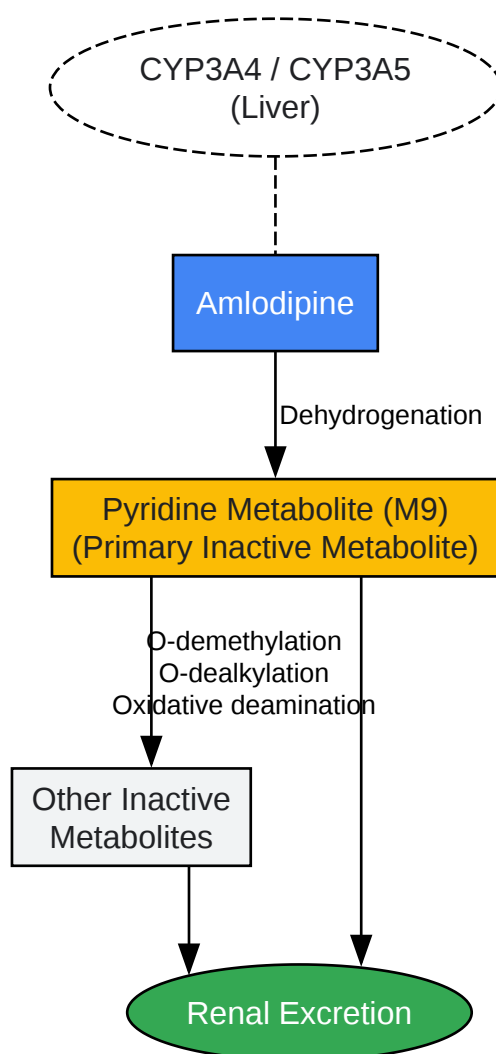 CYP3A4 / CYP3A5
(Liver)
Amlodipine
Dehydrogenation
Pyridine Metabolite (M9)
(Primary Inactive Metabolite)
O-demethylation
O-dealkylation
Oxidative deamination
Other Inactive
Metabolites
Renal Excretion